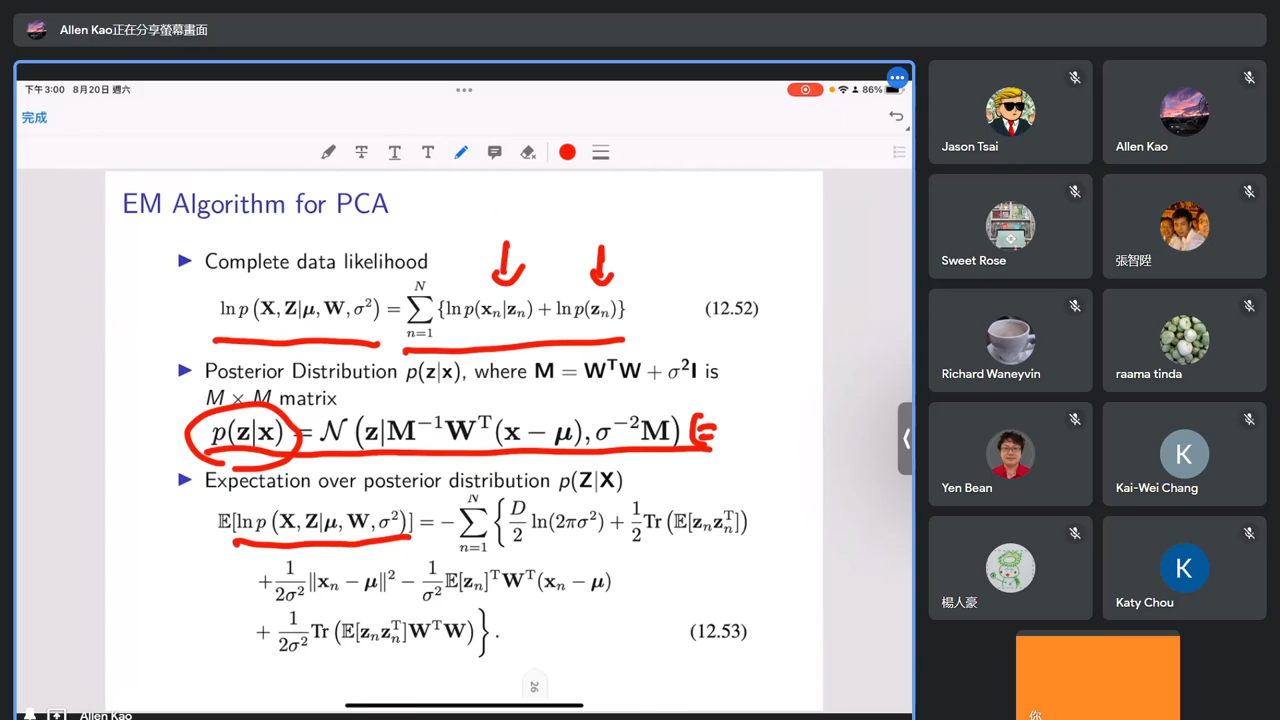 Allen Kao正在分享螢幕畫面
下午3:00 8月20日 週六
86%
完成
EM Algorithm for PCA
▶ Complete data likelihood
ln p (X, Z|μ, W, σ²) = ∑_{n=1}^{N} {ln p(x_n|z_n) + ln p(z_n)} (12.52)
▶ Posterior Distribution p(z|x), where M = WᵀW + σ²I is
M × M matrix
p(z|x) = N (z|M⁻¹Wᵀ(x − μ), σ⁻²M)
▶ Expectation over posterior distribution p(Z|X)
𝔼[ln p (X, Z|μ, W, σ²)] = −∑_{n=1}^{N} { D/2 ln(2πσ²) + 1/2 Tr (𝔼[z_n z_nᵀ])
+ 1/2σ² ‖x_n − μ‖² − 1/σ² 𝔼[z_n]ᵀWᵀ(x_n − μ)
+ 1/2σ² Tr (𝔼[z_n z_nᵀ]WᵀW) } . (12.53)
26
Allen Kao
Jason Tsai
Allen Kao
Sweet Rose
張智陞
Richard Waneyvin
raama tinda
Yen Bean
K
Kai-Wei Chang
楊人豪
K
Katy Chou
你